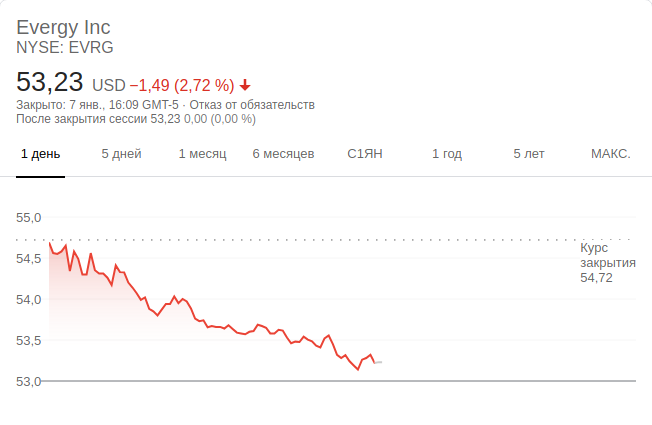 Evergy Inc
NYSE: EVRG
53,23 USD −1,49 (2,72 %)
Закрыто: 7 янв., 16:09 GMT-5 · Отказ от обязательств
После закрытия сессии 53,23 0,00 (0,00 %)
1 день 5 дней 1 месяц 6 месяцев С1ЯН 1 год 5 лет МАКС.
55,0
Курс
закрытия
54,72
54,5
54,0
53,5
53,0